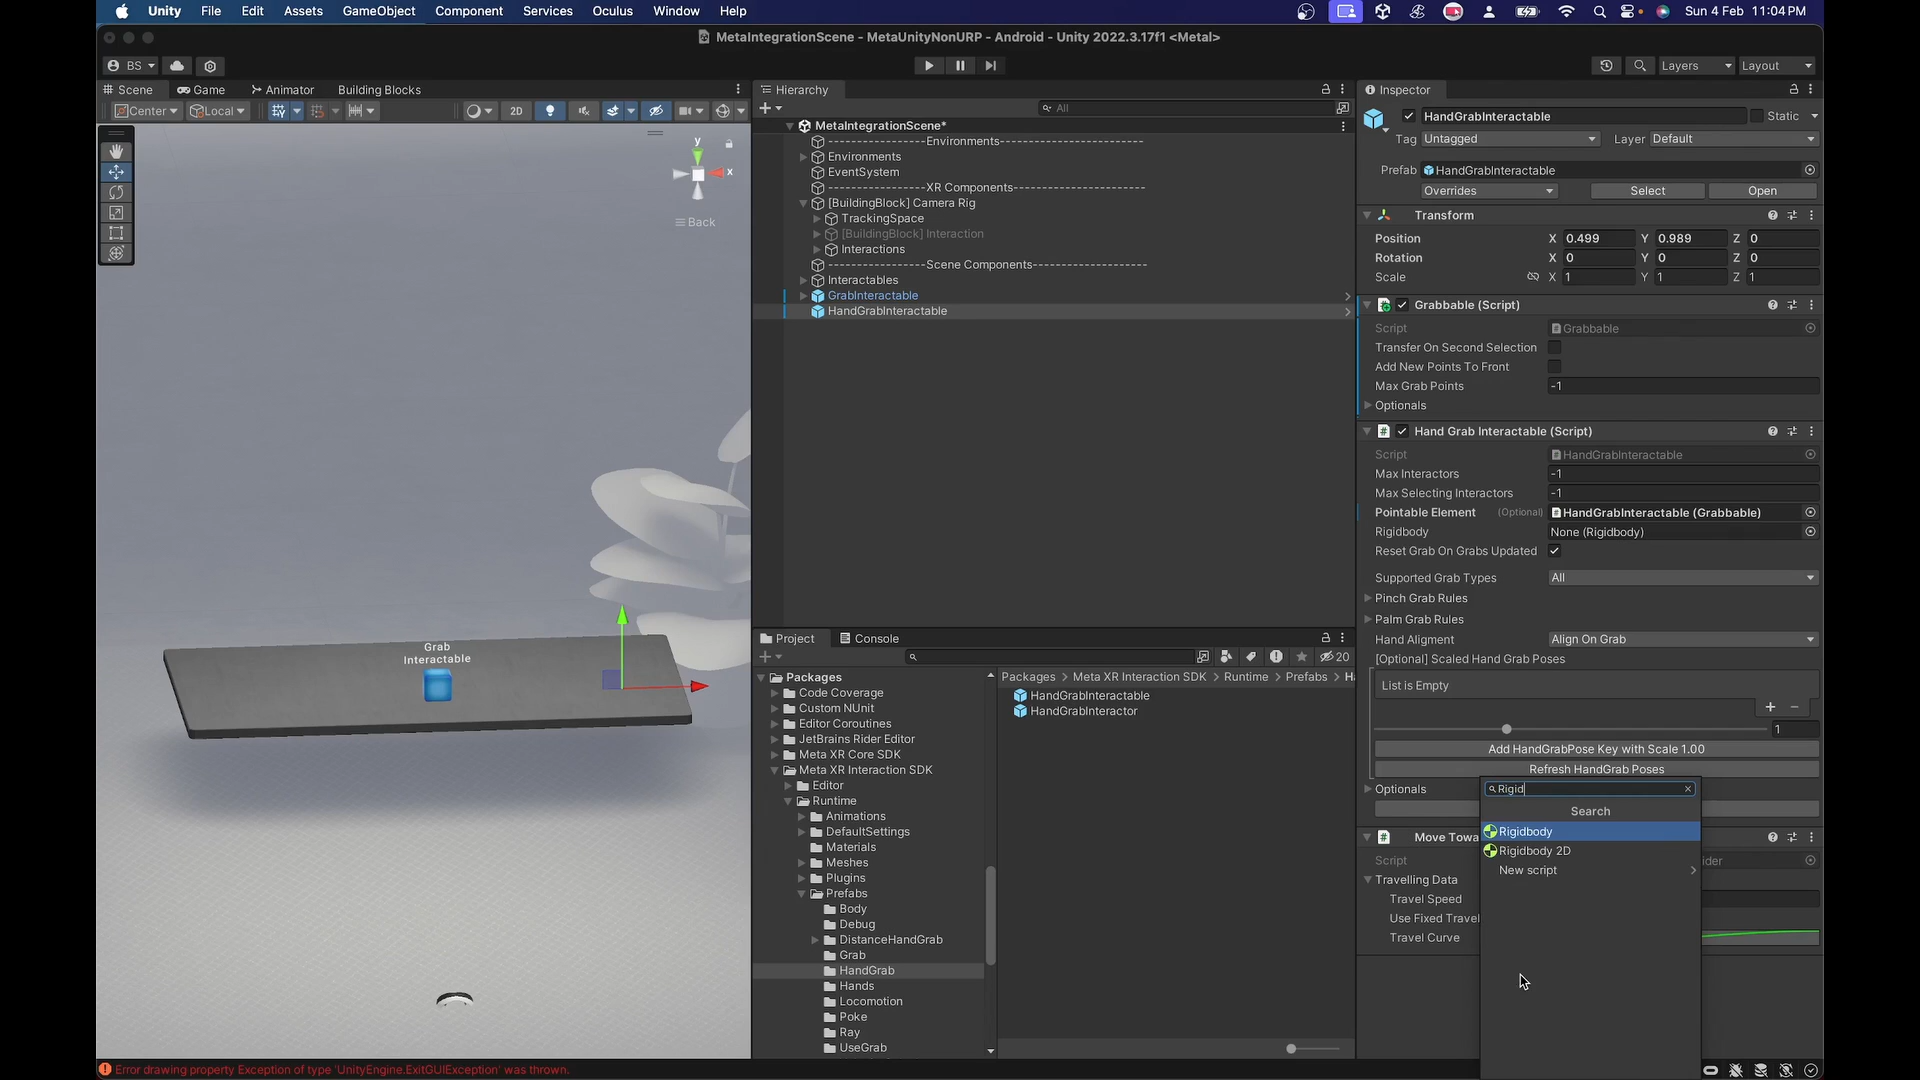 Unity File Edit Assets GameObject Component Services Oculus Window Help Sun 4 Feb 11:04 PM
MetaIntegrationScene - MetaUnityNonURP - Android - Unity 2022.3.17f1 <Metal>
BS Layers Layout
Scene Game Animator Building Blocks
Center Local 2D
y
x
Back
Grab
Interactable
Hierarchy
All
MetaIntegrationScene*
-----------------Environments------------------------
Environments
EventSystem
-----------------XR Components-----------------------
[BuildingBlock] Camera Rig
TrackingSpace
[BuildingBlock] Interaction
Interactions
-----------------Scene Components--------------------
Interactables
GrabInteractable
HandGrabInteractable
Project Console
20
Packages
Code Coverage
Custom NUnit
Editor Coroutines
JetBrains Rider Editor
Meta XR Core SDK
Meta XR Interaction SDK
Editor
Runtime
Animations
DefaultSettings
Materials
Meshes
Plugins
Prefabs
Body
Debug
DistanceHandGrab
Grab
HandGrab
Hands
Locomotion
Poke
Ray
UseGrab
Packages > Meta XR Interaction SDK > Runtime > Prefabs > Ha
HandGrabInteractable
HandGrabInteractor
Inspector
HandGrabInteractable Static
Tag Untagged Layer Default
Prefab HandGrabInteractable
Overrides Select Open
Transform
Position X 0.499 Y 0.989 Z 0
Rotation X 0 Y 0 Z 0
Scale X 1 Y 1 Z 1
Grabbable (Script)
Script Grabbable
Transfer On Second Selection
Add New Points To Front
Max Grab Points -1
Optionals
Hand Grab Interactable (Script)
Script HandGrabInteractable
Max Interactors -1
Max Selecting Interactors -1
Pointable Element (Optional) HandGrabInteractable (Grabbable)
Rigidbody None (Rigidbody)
Reset Grab On Grabs Updated
Supported Grab Types All
Pinch Grab Rules
Palm Grab Rules
Hand Aligment Align On Grab
[Optional] Scaled Hand Grab Poses
List is Empty
1
Add HandGrabPose Key with Scale 1.00
Refresh HandGrab Poses
Optionals
Move Towa
Script ider
Travelling Data
Travel Speed
Use Fixed Travel
Travel Curve
Rigid
Search
Rigidbody
Rigidbody 2D
New script
Error drawing property Exception of type 'UnityEngine.ExitGUIException' was thrown.